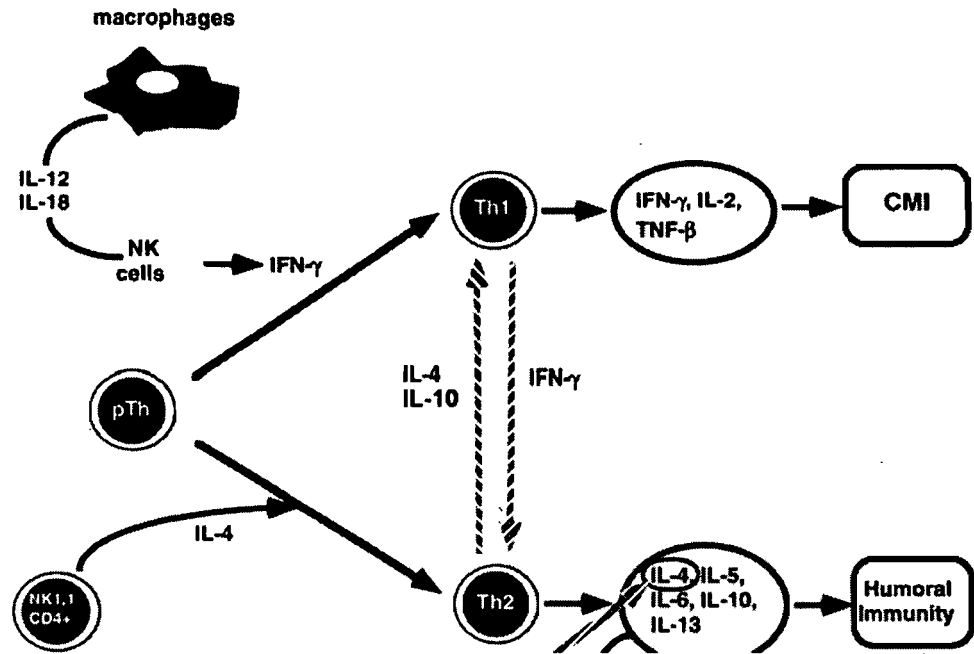 macrophages
IL-12
IL-18
NK
cells
IFN-γ
Th1
IFN-γ, IL-2,
TNF-β
CMI
IL-4
IL-10
IFN-γ
pTh
IL-4
NK1.1
CD4+
Th2
IL-4, IL-5,
IL-6, IL-10,
IL-13
Humoral
Immunity